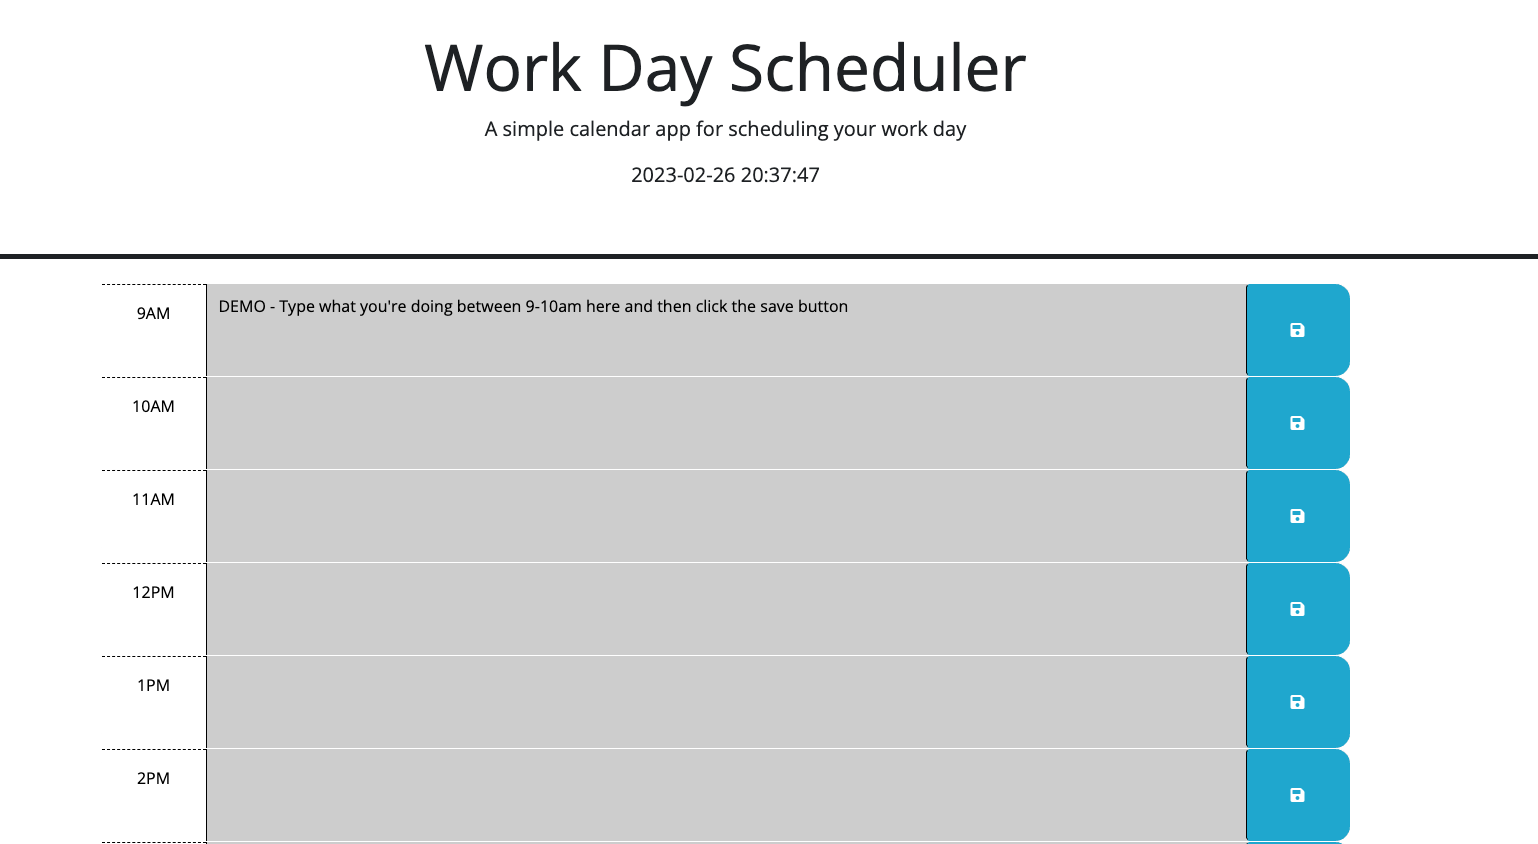 Work Day Scheduler
A simple calendar app for scheduling your work day
2023-02-26 20:37:47
9AM
DEMO - Type what you're doing between 9-10am here and then click the save button
10AM
11AM
12PM
1PM
2PM